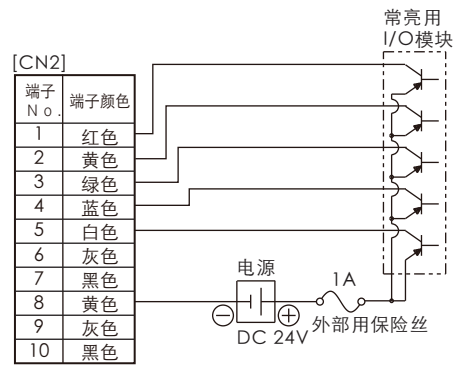 常亮用
I/O模块
[CN2]
端子 No. 端子颜色
1 红色
2 黄色
3 绿色
4 蓝色
5 白色
6 灰色
7 黑色
8 黄色
9 灰色
10 黑色
电源
1A
⊖ ⊕
DC 24V
外部用保险丝